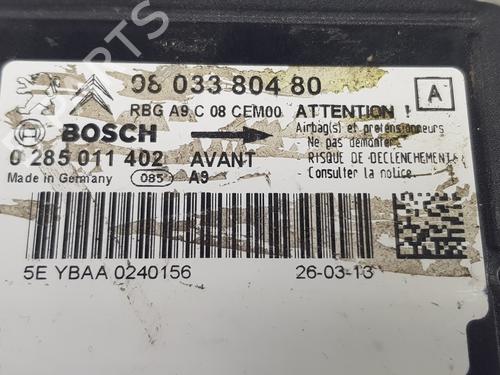 98 033 804 80
A
RBG A9.C 08 CEM00
ATTENTION !
BOSCH
Airbag(s) et prétensionneurs
Ne pas démonter
0 285 011 402 AVANT
RISQUE DE DECLENCHEMENT
Made in Germany 085 A9
Consulter la notice.
5E YBAA 0240156
26-03-13